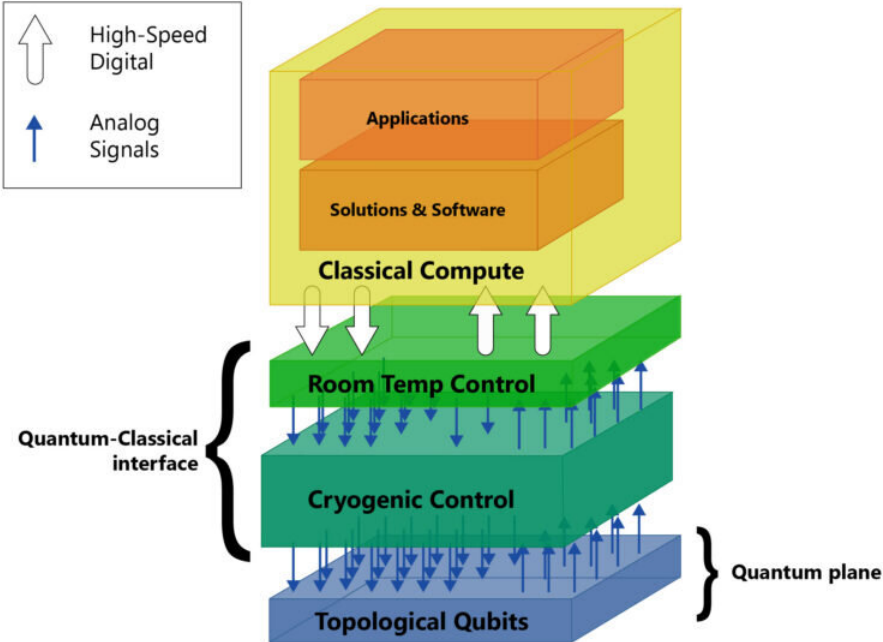 High-Speed
Digital
Analog
Signals
Applications
Solutions & Software
Classical Compute
Room Temp Control
Quantum-Classical
interface
Cryogenic Control
Quantum plane
Topological Qubits